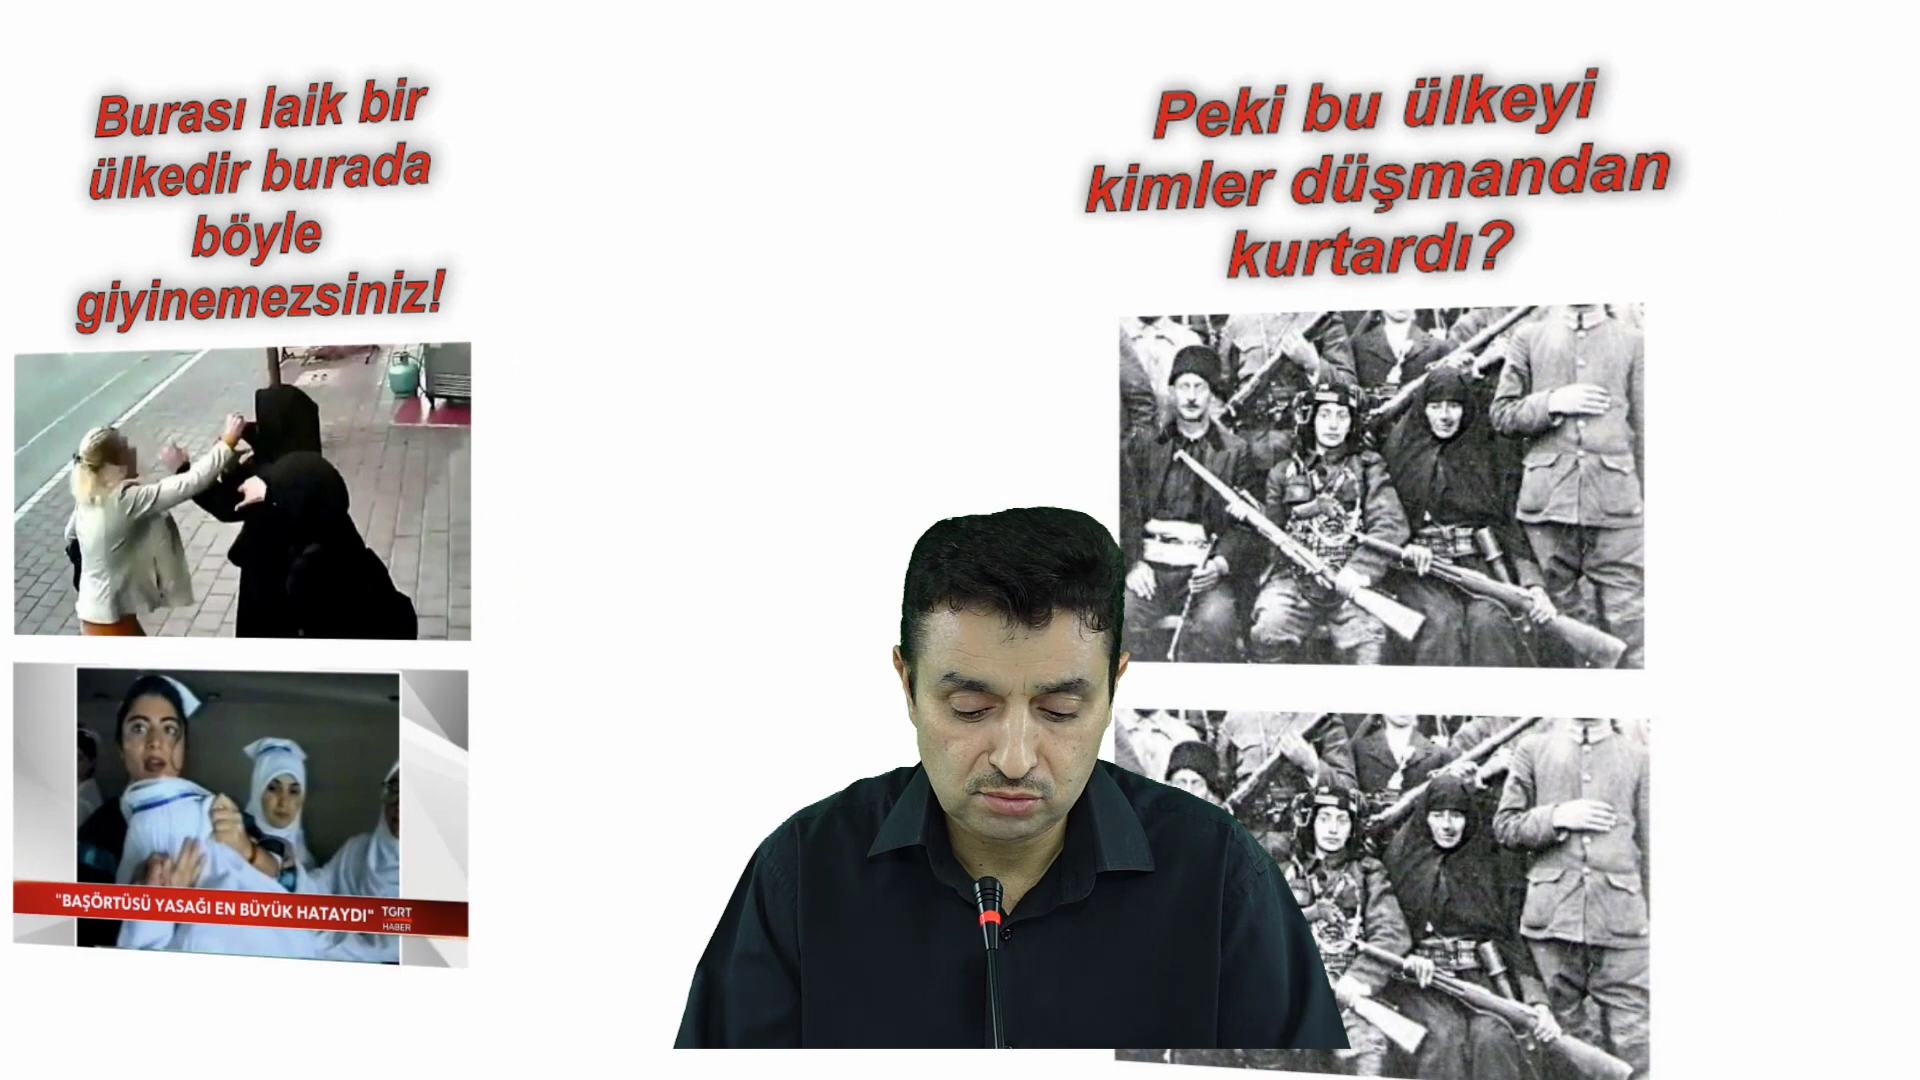 Burası laik bir
ülkedir burada
böyle
giyinemezsiniz!
Peki bu ülkeyi
kimler düşmandan
kurtardı?
"BAŞÖRTÜSÜ YASAĞI EN BÜYÜK HATAYDI"
TGRT
HABER